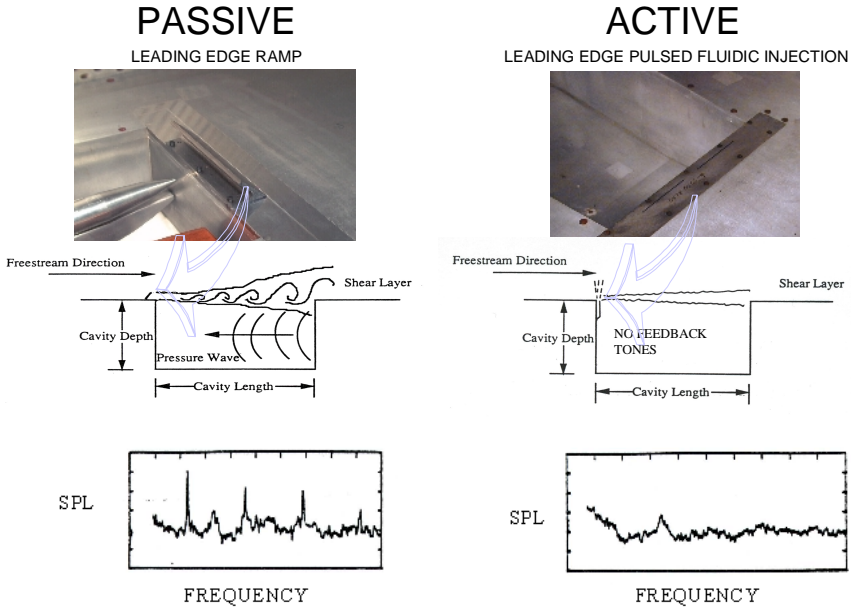 PASSIVE
LEADING EDGE RAMP
Freestream Direction
Shear Layer
Cavity Depth
Pressure Wave
Cavity Length
SPL
FREQUENCY
ACTIVE
LEADING EDGE PULSED FLUIDIC INJECTION
Freestream Direction
Shear Layer
Cavity Depth
NO FEEDBACK
TONES
Cavity Length
SPL
FREQUENCY